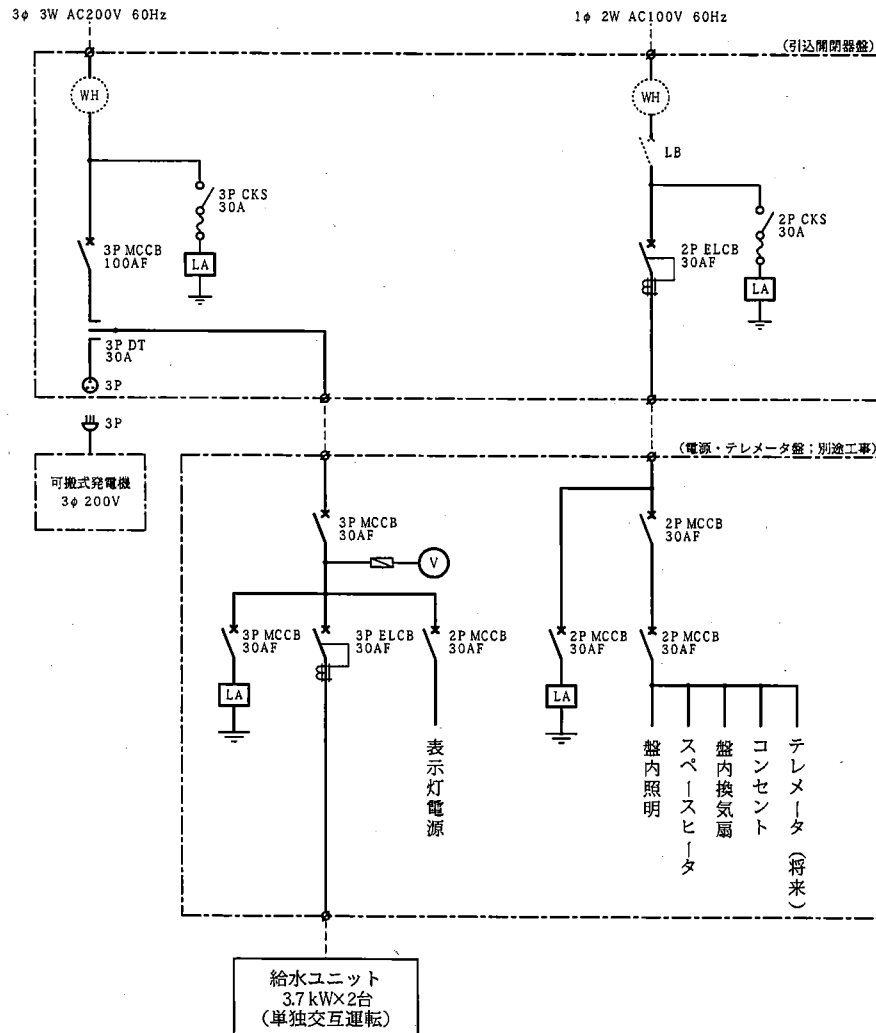 3φ 3W AC200V 60Hz
1φ 2W AC100V 60Hz
(引込開閉器盤)
WH
WH
LB
3P CKS
30A
2P CKS
30A
3P MCCB
100AF
LA
2P ELCB
30AF
LA
3P DT
30A
3P
3P
(電源・テレメータ盤;別途工事)
可搬式発電機
3φ 200V
3P MCCB
30AF
2P MCCB
30AF
V
3P MCCB
30AF
3P ELCB
30AF
2P MCCB
30AF
2P MCCB
30AF
2P MCCB
30AF
LA
LA
表示灯電源
盤内照明
スペースヒータ
盤内換気扇
コンセント
テレメータ(将来)
給水ユニット
3.7 kW×2台
(単独交互運転)